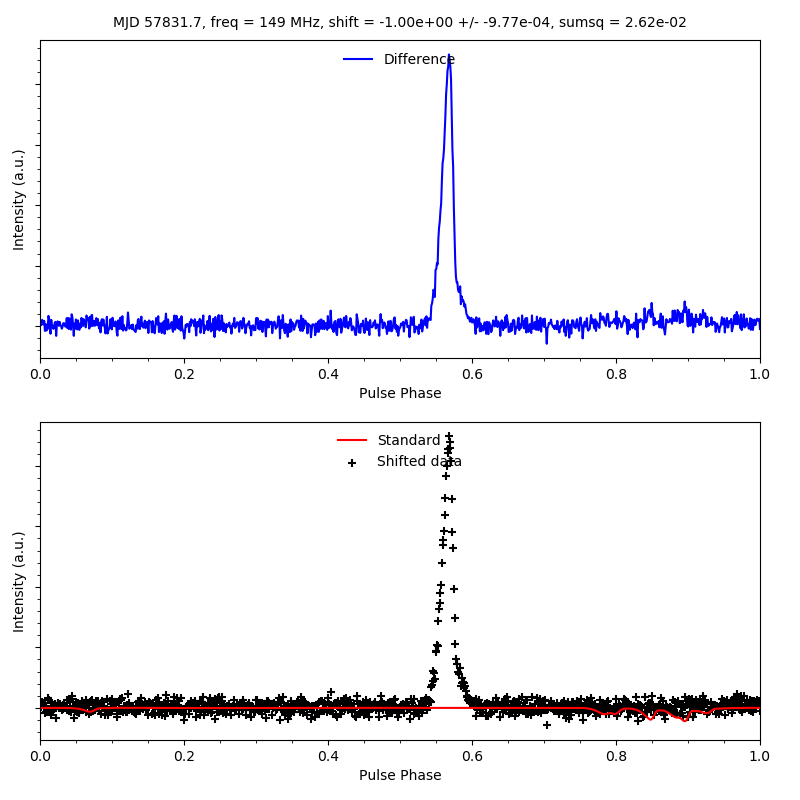 MJD 57831.7, freq = 149 MHz, shift = -1.00e+00 +/- -9.77e-04, sumsq = 2.62e-02
Difference
Intensity (a.u.)
0.0 0.2 0.4 0.6 0.8 1.0
Pulse Phase
Standard
Shifted data
Intensity (a.u.)
0.0 0.2 0.4 0.6 0.8 1.0
Pulse Phase